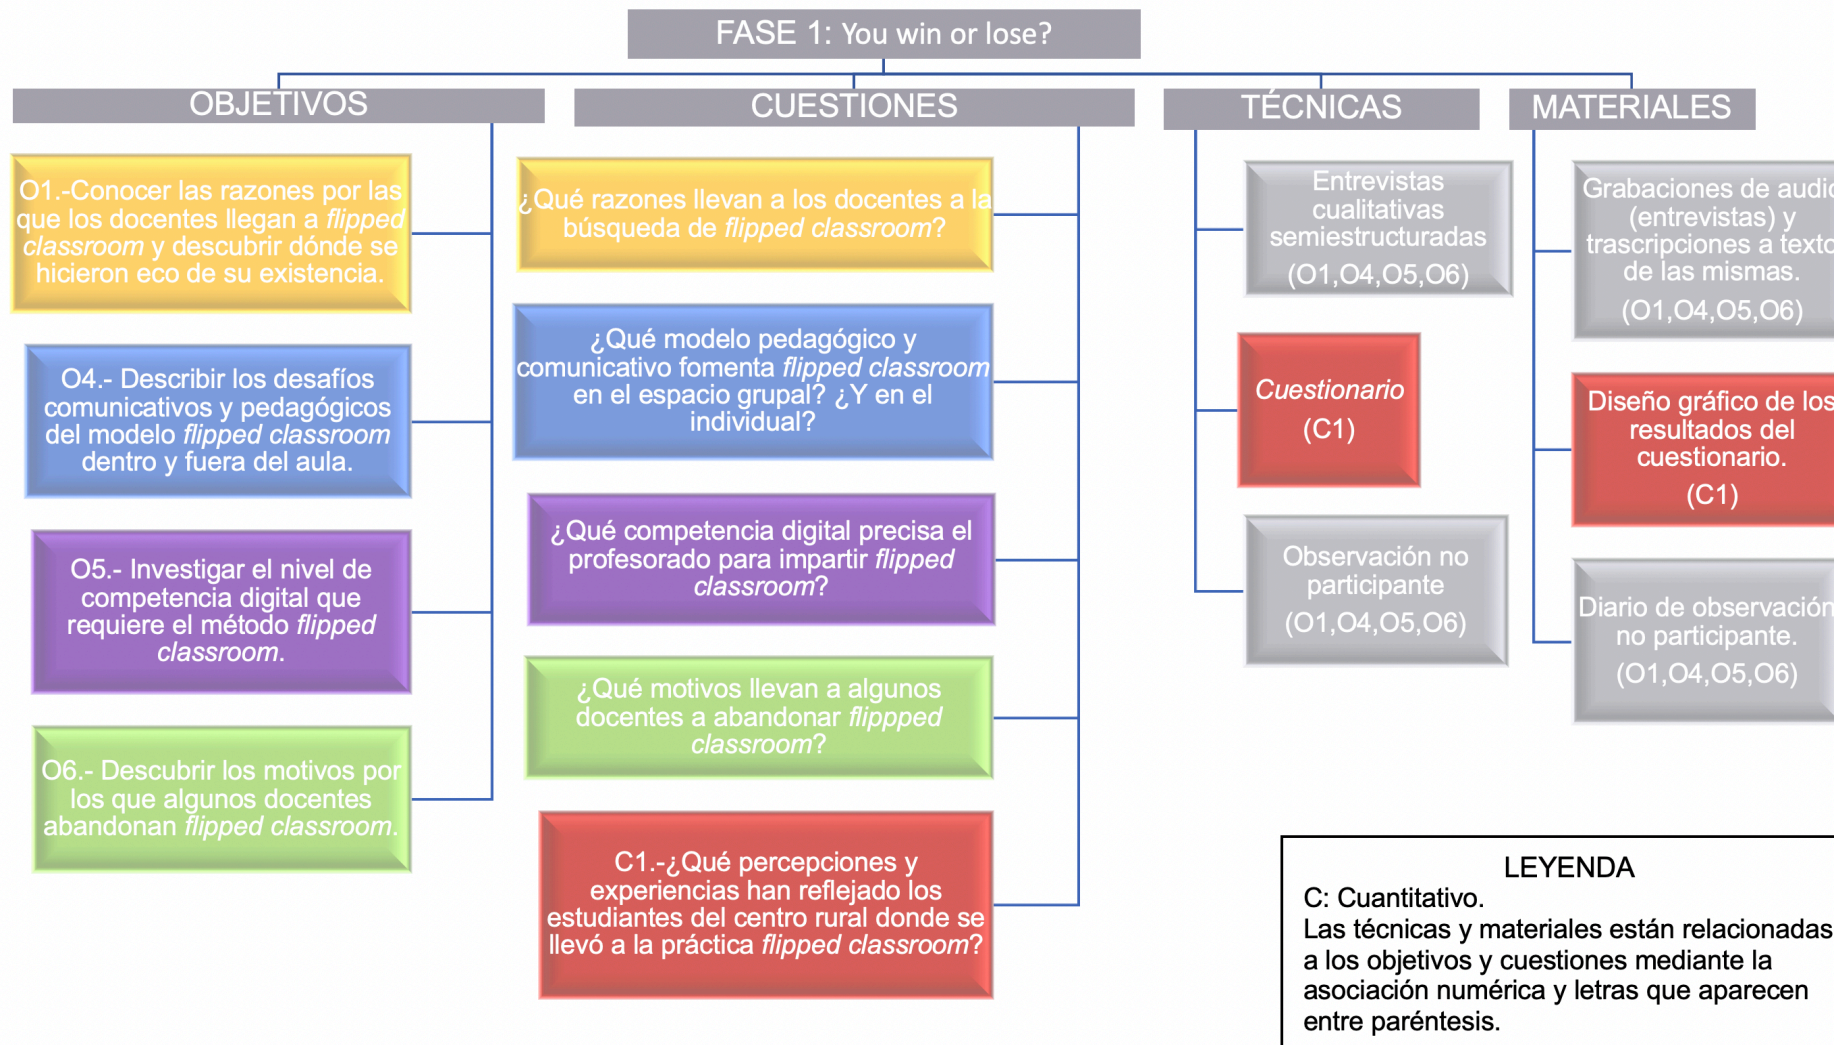 FASE 1: You win or lose?
OBJETIVOS
O1.-Conocer las razones por las
que los docentes llegan a flipped
classroom y descubrir dónde se
hicieron eco de su existencia.
O4.- Describir los desafíos
comunicativos y pedagógicos
del modelo flipped classroom
dentro y fuera del aula.
O5.- Investigar el nivel de
competencia digital que
requiere el método flipped
classroom.
O6.- Descubrir los motivos por
los que algunos docentes
abandonan flipped classroom.
CUESTIONES
¿Qué razones llevan a los docentes a la
búsqueda de flipped classroom?
¿Qué modelo pedagógico y
comunicativo fomenta flipped classroom
en el espacio grupal? ¿Y en el
individual?
¿Qué competencia digital precisa el
profesorado para impartir flipped
classroom?
¿Qué motivos llevan a algunos
docentes a abandonar flippped
classroom?
C1.-¿Qué percepciones y
experiencias han reflejado los
estudiantes del centro rural donde se
llevó a la práctica flipped classroom?
TÉCNICAS
Entrevistas
cualitativas
semiestructuradas
(O1,O4,O5,O6)
Cuestionario
(C1)
Observación no
participante
(O1,O4,O5,O6)
MATERIALES
Grabaciones de audio
(entrevistas) y
trascripciones a texto
de las mismas.
(O1,O4,O5,O6)
Diseño gráfico de los
resultados del
cuestionario.
(C1)
Diario de observación
no participante.
(O1,O4,O5,O6)
LEYENDA
C: Cuantitativo.
Las técnicas y materiales están relacionadas
a los objetivos y cuestiones mediante la
asociación numérica y letras que aparecen
entre paréntesis.